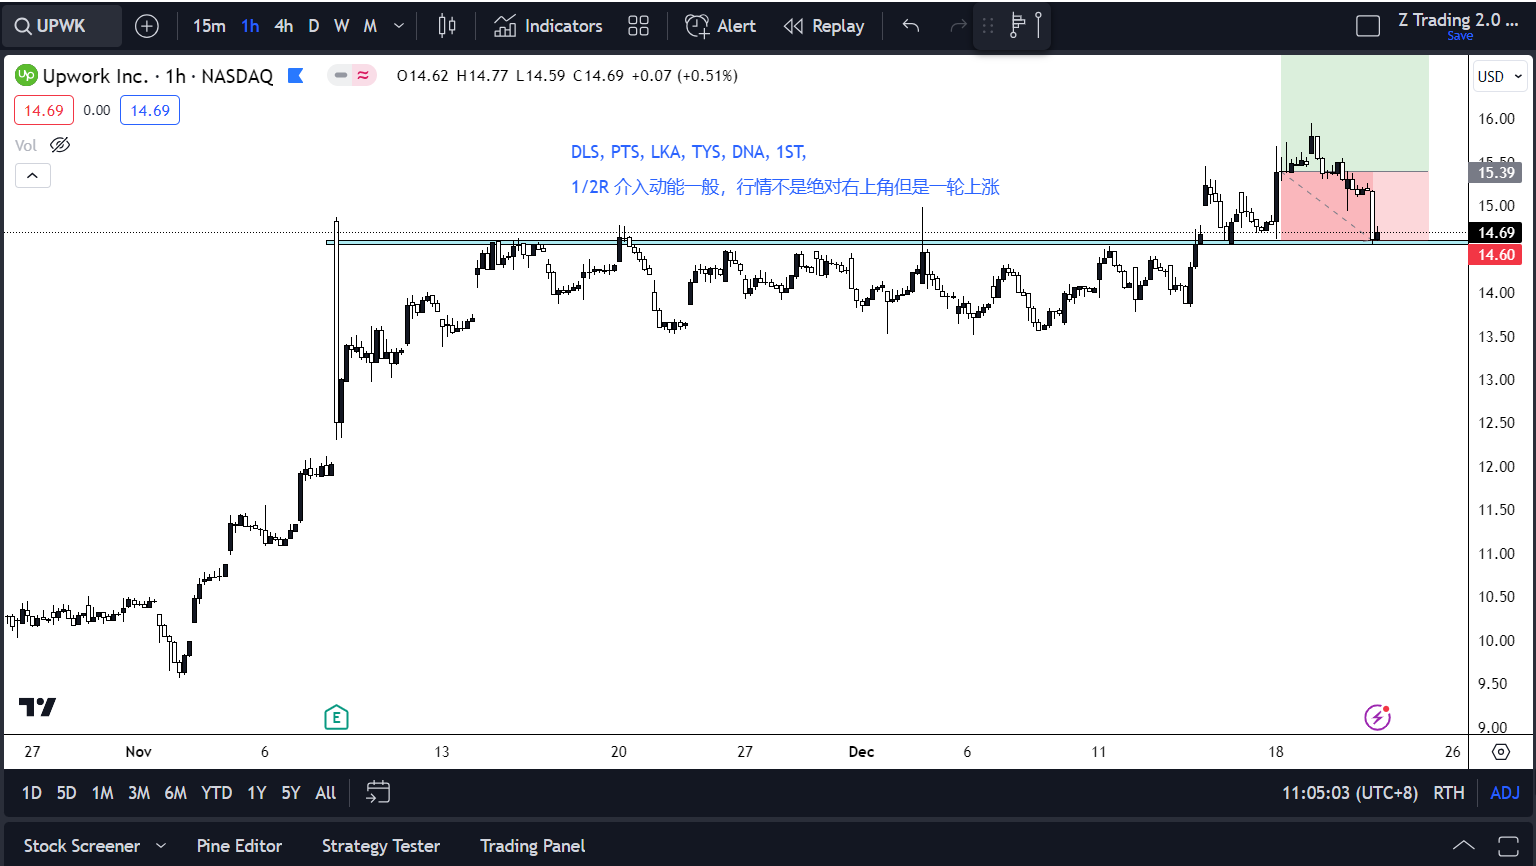 UPWK 15m 1h 4h D W M Indicators Alert Replay Z Trading 2.0 ...
Save
Upwork Inc. · 1h · NASDAQ O14.62 H14.77 L14.59 C14.69 +0.07 (+0.51%) USD
14.69 0.00 14.69
Vol
DLS, PTS, LKA, TYS, DNA, 1ST,
1/2R 介入动能一般，行情不是绝对右上角但是一轮上涨
16.00
15.50
15.39
15.00
14.69
14.60
14.00
13.50
13.00
12.50
12.00
11.50
11.00
10.50
10.00
9.50
9.00
E
27 Nov 6 13 20 27 Dec 6 11 18 26
1D 5D 1M 3M 6M YTD 1Y 5Y All 11:05:03 (UTC+8) RTH ADJ
Stock Screener Pine Editor Strategy Tester Trading Panel